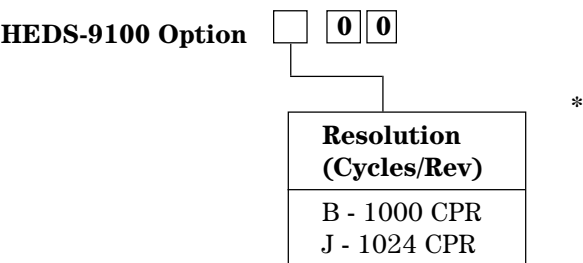 HEDS-9100 Option 0 0
*
Resolution
(Cycles/Rev)
B - 1000 CPR
J - 1024 CPR